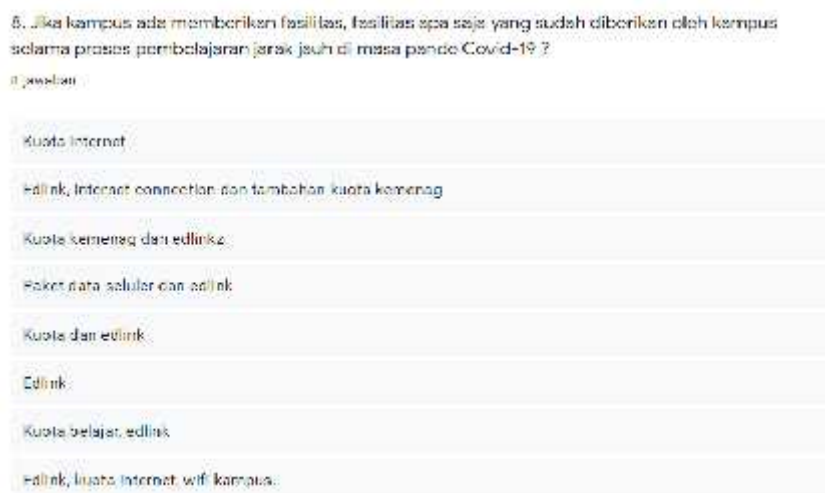 8. Jika kampus ada memberikan fasilitas, fasilitas apa saja yang sudah diberikan oleh kampus
selama proses pembelajaran jarak jauh di masa pande Covid-19 ?
jawaban
Kuota Internet
Edlink, Internet connection dan tambahan kuota kemenag
Kuota kemenag dan edlinkz
Paket data seluler dan edlink
Kuota dan edlink
Edlink
Kuota belajar, edlink
Edlink, kuota internet, wifi kampus.